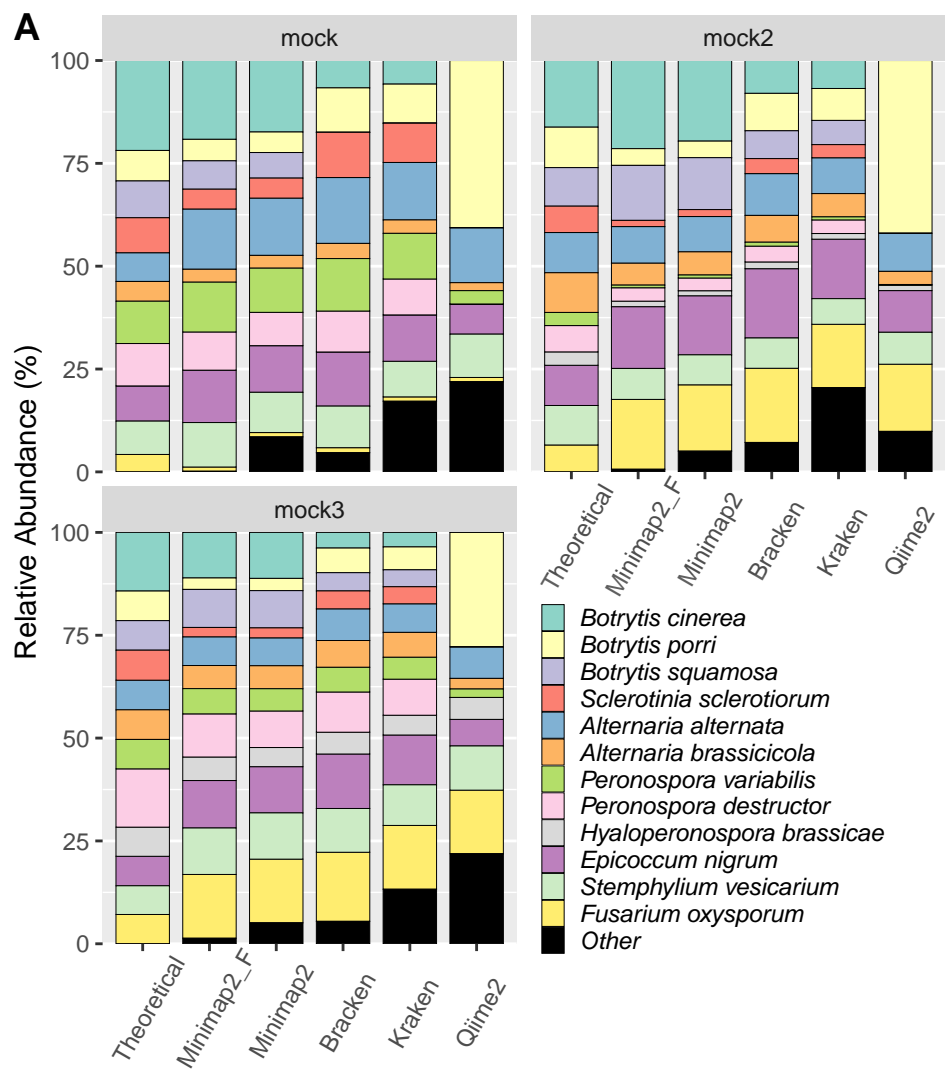 A
mock
mock2
Relative Abundance (%)
100
75
50
25
0
mock3
100
75
50
25
0
Theoretical
Minimap2_F
Minimap2
Bracken
Kraken
Qiime2
Theoretical
Minimap2_F
Minimap2
Bracken
Kraken
Qiime2
Botrytis cinerea
Botrytis porri
Botrytis squamosa
Sclerotinia sclerotiorum
Alternaria alternata
Alternaria brassicicola
Peronospora variabilis
Peronospora destructor
Hyaloperonospora brassicae
Epicoccum nigrum
Stemphylium vesicarium
Fusarium oxysporum
Other